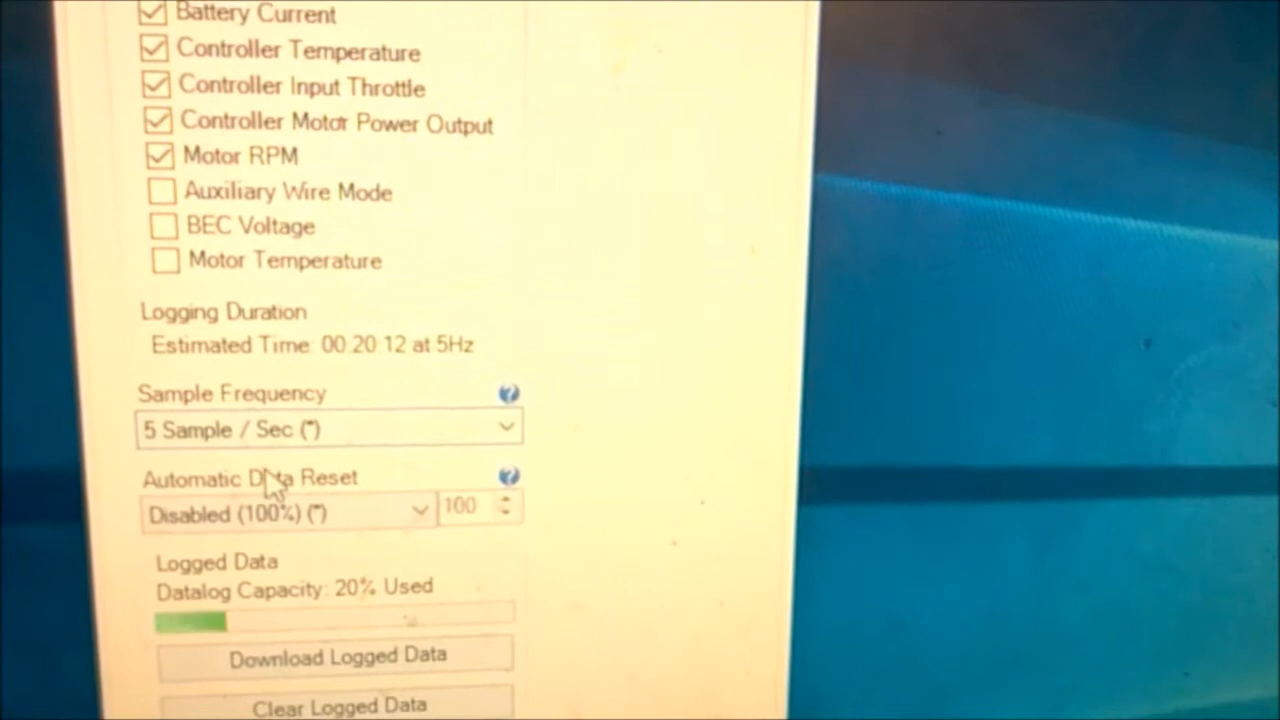 Battery Current
Controller Temperature
Controller Input Throttle
Controller Motor Power Output
Motor RPM
Auxiliary Wire Mode
BEC Voltage
Motor Temperature
Logging Duration
Estimated Time: 00:20:12 at 5Hz
Sample Frequency
5 Sample / Sec (*)
Automatic Data Reset
Disabled (100%) (*) 100
Logged Data
Datalog Capacity: 20% Used
Download Logged Data
Clear Logged Data